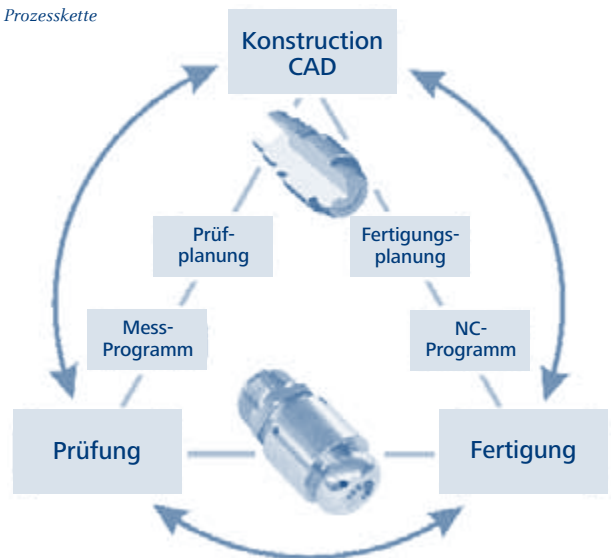 Prozesskette
Konstruction
CAD
Prüf-
planung
Fertigungs-
planung
Mess-
Programm
NC-
Programm
Prüfung
Fertigung